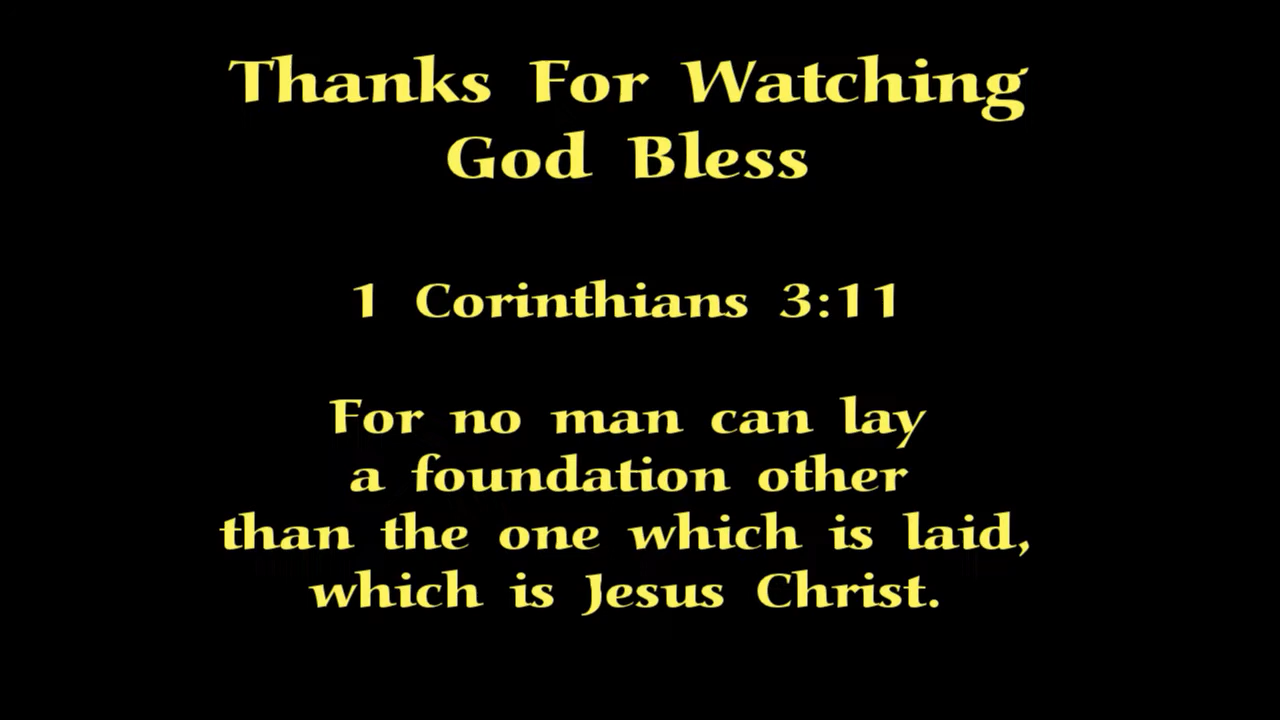 Thanks For Watching
God Bless
1 Corinthians 3:11
For no man can lay
a foundation other
than the one which is laid,
which is Jesus Christ.